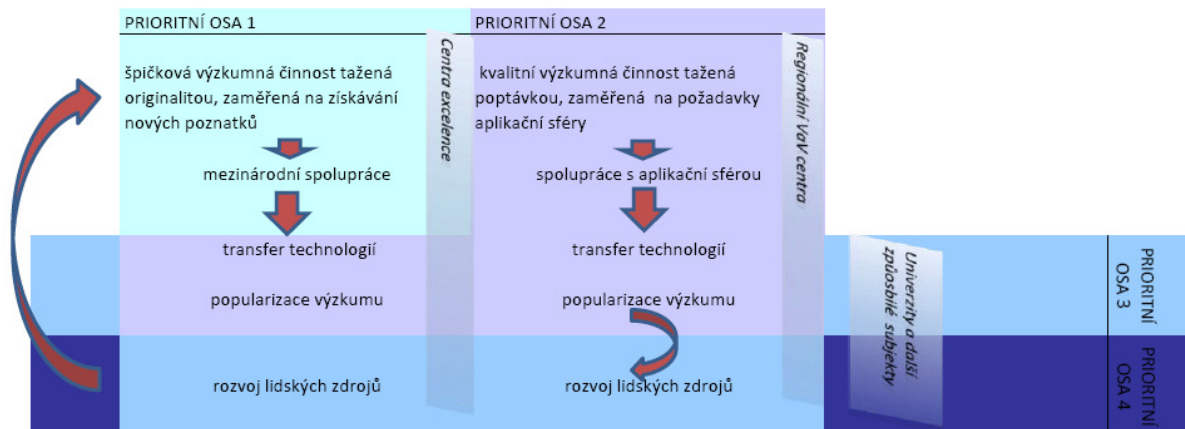 PRIORITNÍ OSA 1
špičková výzkumná činnost tažená
originalitou, zaměřená na získávání
nových poznatků
mezinárodní spolupráce
transfer technologií
popularizace výzkumu
rozvoj lidských zdrojů
Centra excelence
PRIORITNÍ OSA 2
kvalitní výzkumná činnost tažená
poptávkou, zaměřená na požadavky
aplikační sféry
spolupráce s aplikační sférou
transfer technologií
popularizace výzkumu
rozvoj lidských zdrojů
Regionální VaV centra
Univerzity a další
způosbilé subjekty
PRIORITNÍ
OSA 3
PRIORITNÍ
OSA 4